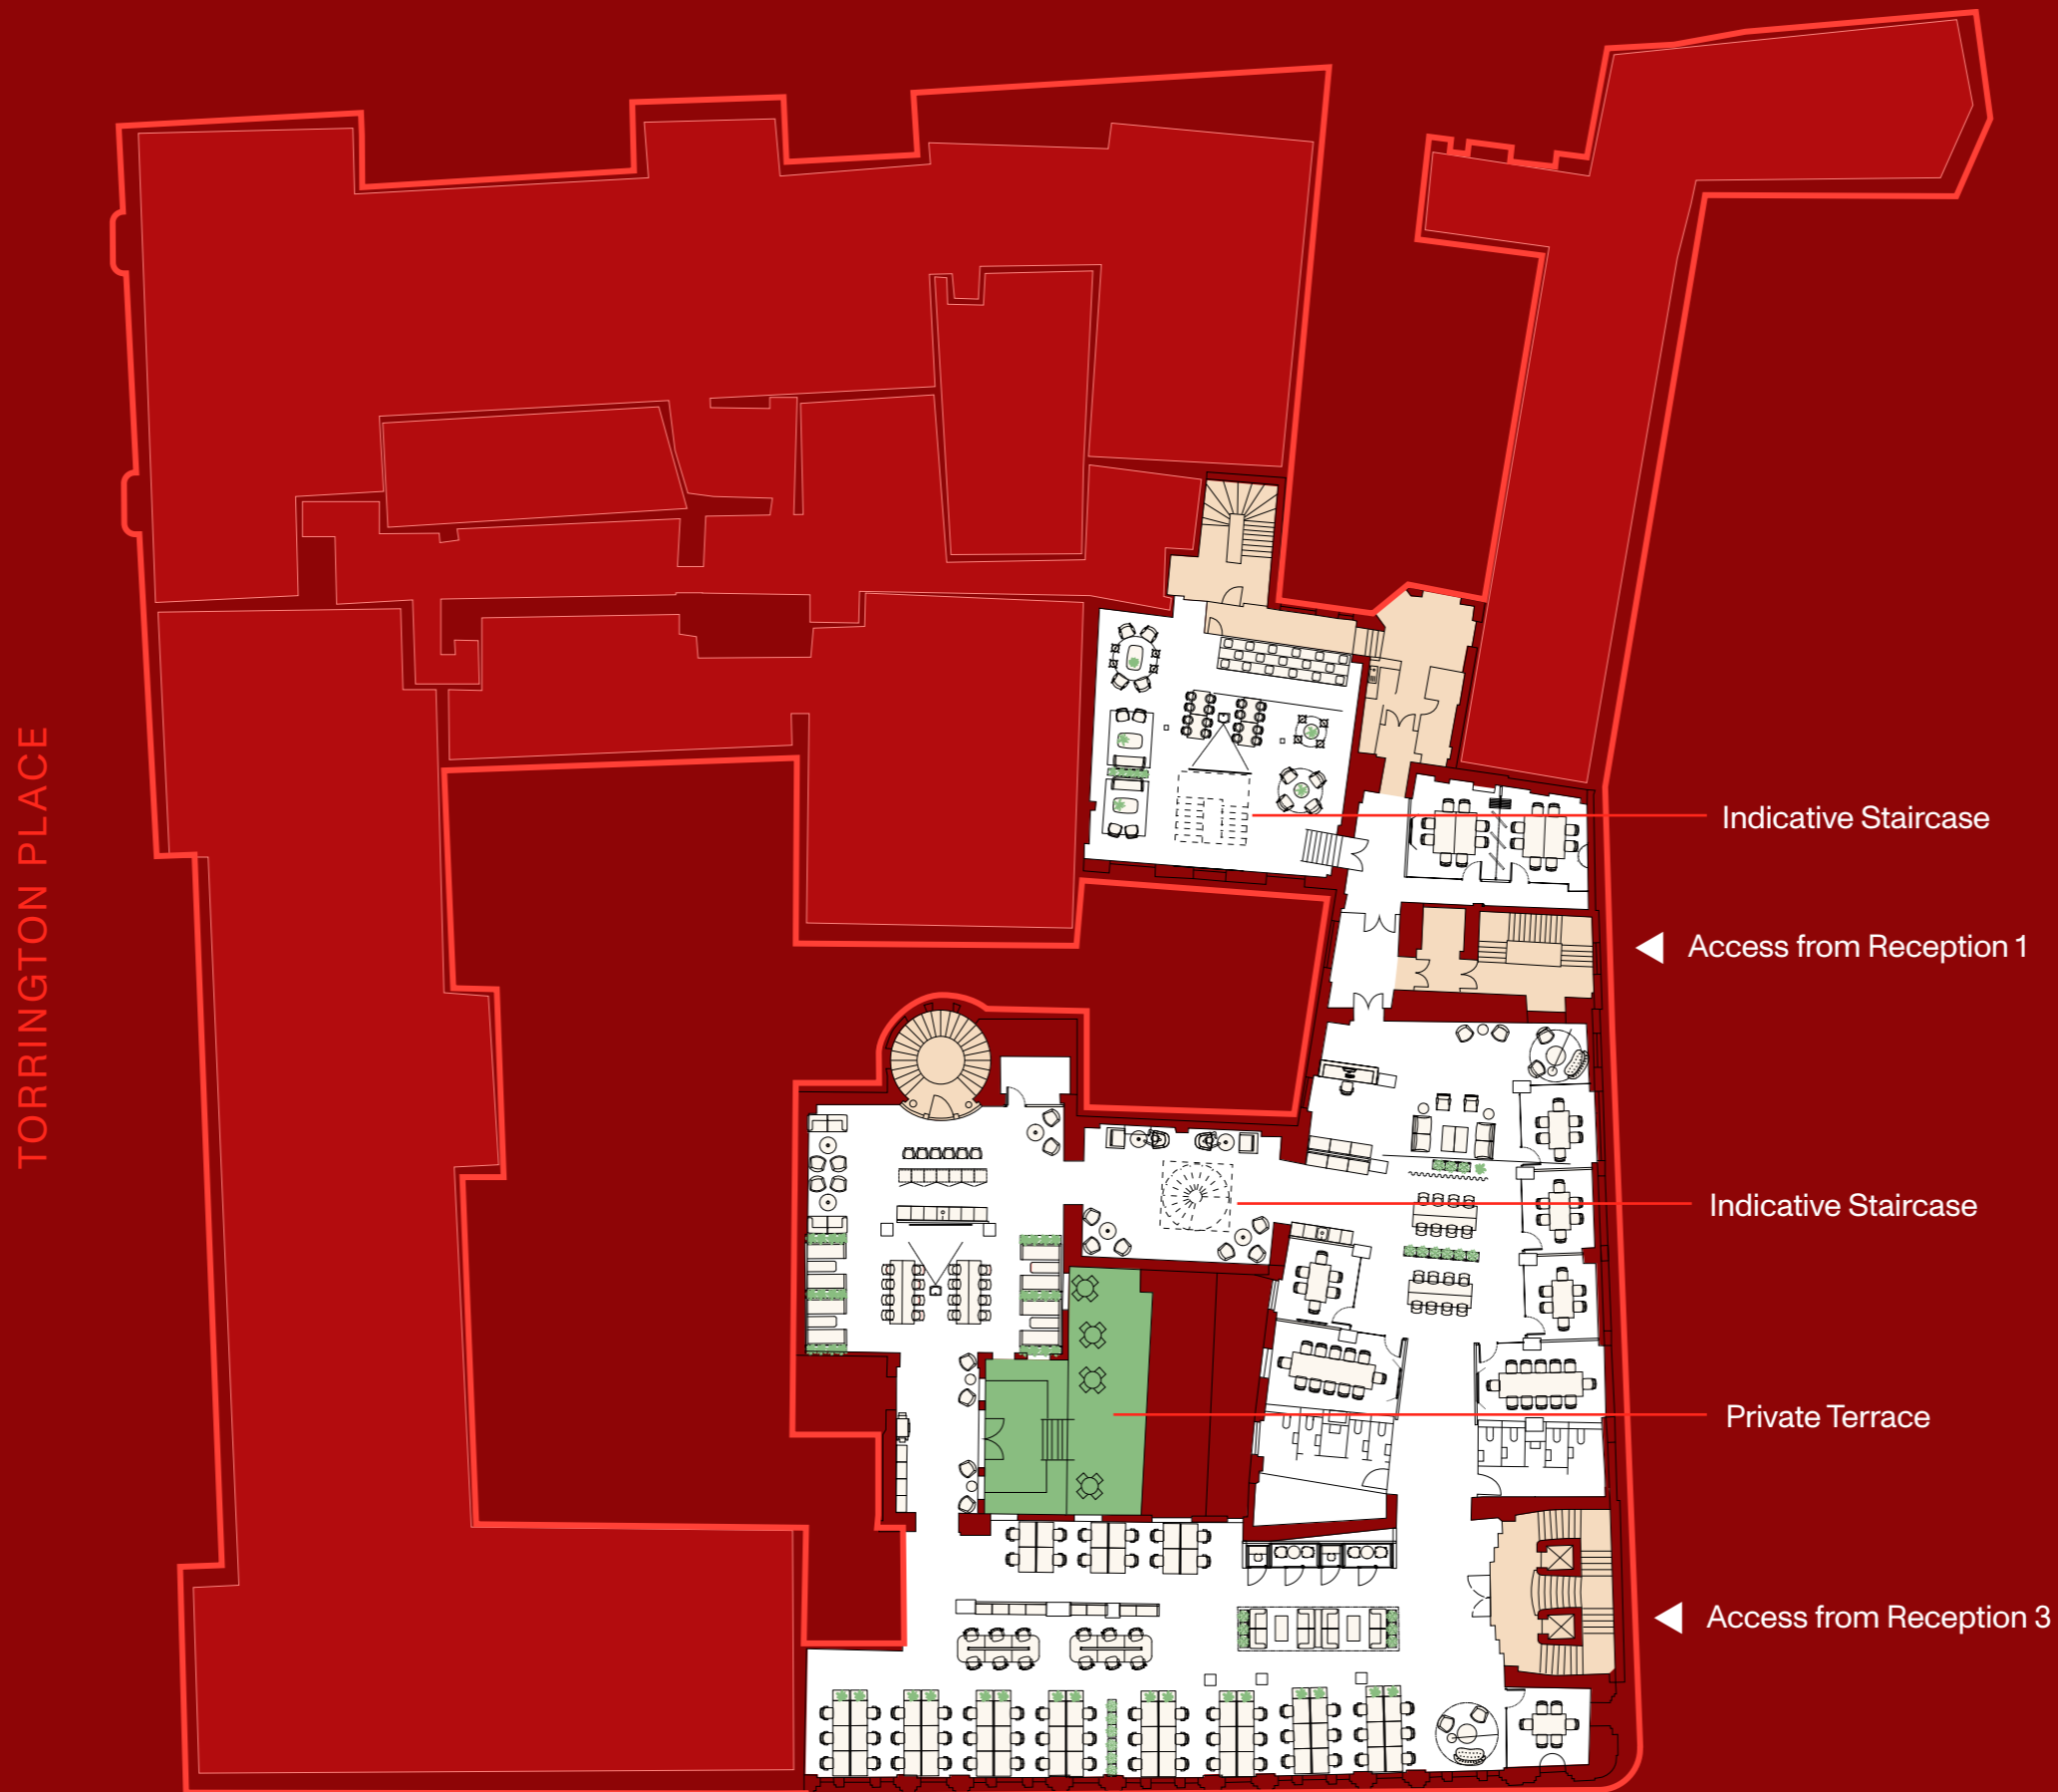 TORRINGTON PLACE
Indicative Staircase
Access from Reception 1
Indicative Staircase
Private Terrace
Access from Reception 3